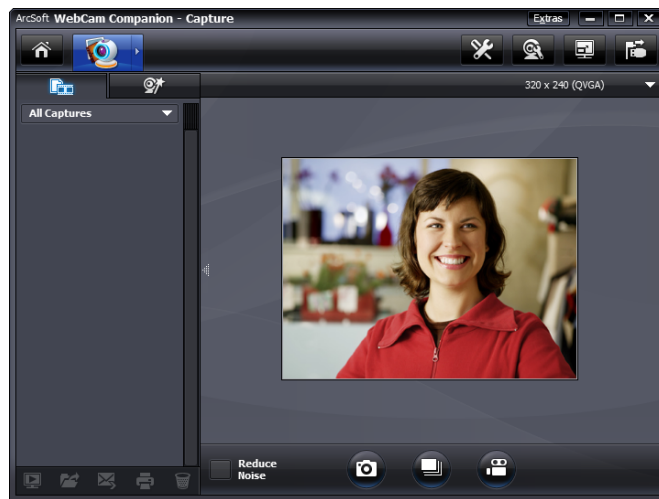 ArcSoft WebCam Companion - Capture
Extras
320 x 240 (QVGA)
All Captures
Reduce
Noise